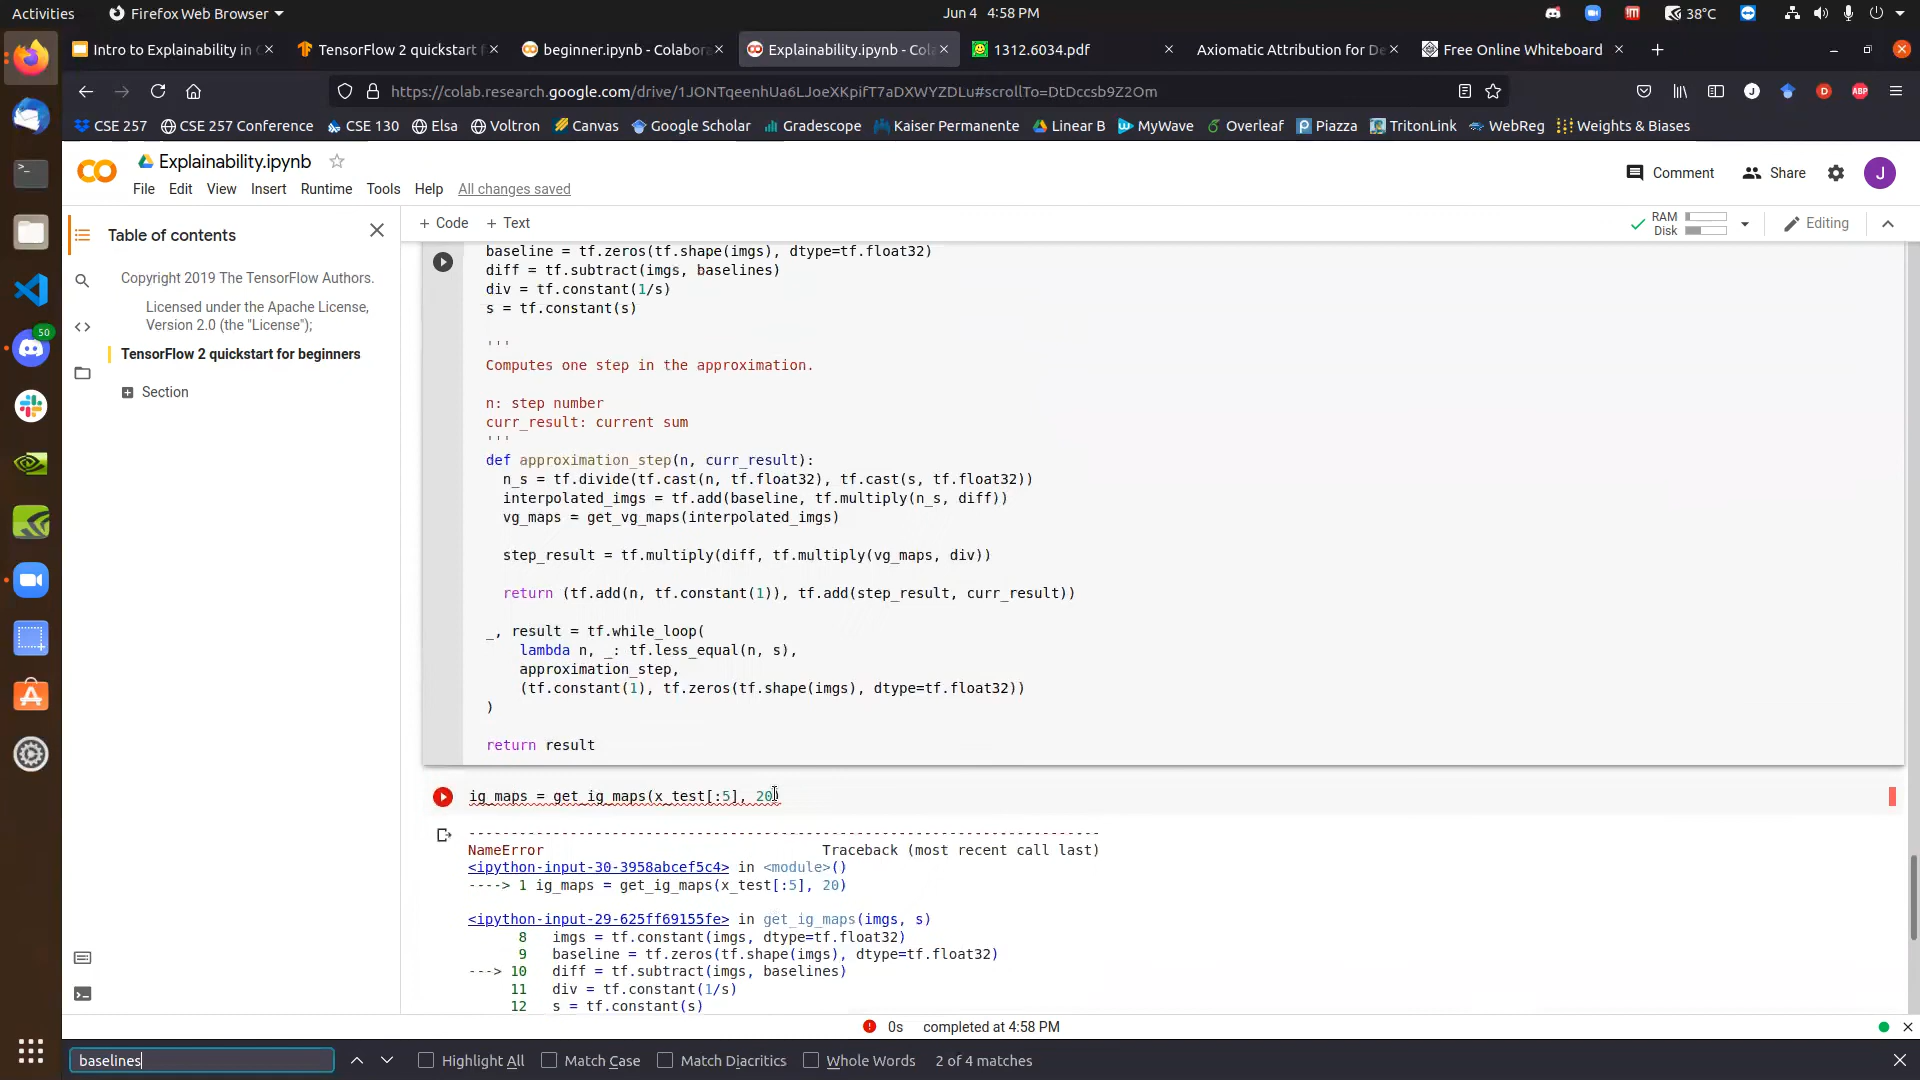 Activities Firefox Web Browser Jun 4 4:58 PM 38°C
Intro to Explainability in C TensorFlow 2 quickstart f beginner.ipynb - Colabora Explainability.ipynb - Cola 1312.6034.pdf Axiomatic Attribution for De Free Online Whiteboard
https://colab.research.google.com/drive/1JONTqeenhUa6LJoeXKpifT7aDXWYZDLu#scrollTo=DtDccsb9Z2Om
CSE 257 CSE 257 Conference CSE 130 Elsa Voltron Canvas Google Scholar Gradescope Kaiser Permanente Linear B MyWave Overleaf Piazza TritonLink WebReg Weights & Biases
Explainability.ipynb
Comment Share J
File Edit View Insert Runtime Tools Help All changes saved
+ Code + Text RAM Disk Editing
Table of contents
Copyright 2019 The TensorFlow Authors.
Licensed under the Apache License,
Version 2.0 (the "License");
TensorFlow 2 quickstart for beginners
Section
50
baseline = tf.zeros(tf.shape(imgs), dtype=tf.float32)
diff = tf.subtract(imgs, baselines)
div = tf.constant(1/s)
s = tf.constant(s)
'''
Computes one step in the approximation.
n: step number
curr_result: current sum
'''
def approximation_step(n, curr_result):
n_s = tf.divide(tf.cast(n, tf.float32), tf.cast(s, tf.float32))
interpolated_imgs = tf.add(baseline, tf.multiply(n_s, diff))
vg_maps = get_vg_maps(interpolated_imgs)
step_result = tf.multiply(diff, tf.multiply(vg_maps, div))
return (tf.add(n, tf.constant(1)), tf.add(step_result, curr_result))
_, result = tf.while_loop(
lambda n, _: tf.less_equal(n, s),
approximation_step,
(tf.constant(1), tf.zeros(tf.shape(imgs), dtype=tf.float32))
)
return result
ig_maps = get_ig_maps(x_test[:5], 20)
---------------------------------------------------------------------------
NameError Traceback (most recent call last)
<ipython-input-30-3958abcef5c4> in <module>()
----> 1 ig_maps = get_ig_maps(x_test[:5], 20)
<ipython-input-29-625ff69155fe> in get_ig_maps(imgs, s)
8 imgs = tf.constant(imgs, dtype=tf.float32)
9 baseline = tf.zeros(tf.shape(imgs), dtype=tf.float32)
---> 10 diff = tf.subtract(imgs, baselines)
11 div = tf.constant(1/s)
12 s = tf.constant(s)
0s completed at 4:58 PM
baselines Highlight All Match Case Match Diacritics Whole Words 2 of 4 matches